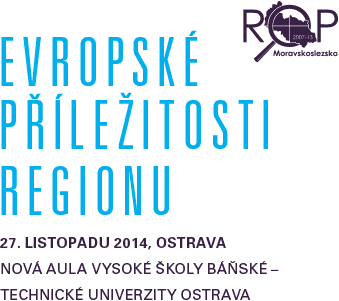 ROP
2007-13
Moravskoslezsko
EVROPSKÉ
PŘÍLEŽITOSTI
REGIONU
27. LISTOPADU 2014, OSTRAVA
NOVÁ AULA VYSOKÉ ŠKOLY BÁŇSKÉ –
TECHNICKÉ UNIVERZITY OSTRAVA